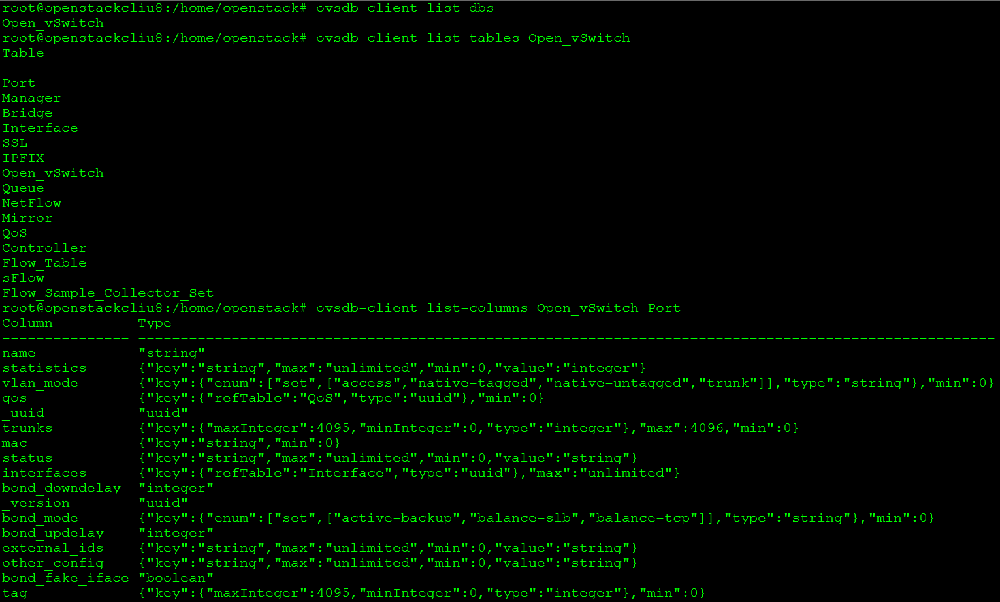 root@openstackcliu8:/home/openstack# ovsdb-client list-dbs
Open_vSwitch
root@openstackcliu8:/home/openstack# ovsdb-client list-tables Open_vSwitch
Table
-------------------------
Port
Manager
Bridge
Interface
SSL
IPFIX
Open_vSwitch
Queue
NetFlow
Mirror
QoS
Controller
Flow_Table
sFlow
Flow_Sample_Collector_Set
root@openstackcliu8:/home/openstack# ovsdb-client list-columns Open_vSwitch Port
Column          Type
--------------- -----------------------------------------------------------------------------------------------------
name            "string"
statistics      {"key":"string","max":"unlimited","min":0,"value":"integer"}
vlan_mode       {"key":{"enum":["set",["access","native-tagged","native-untagged","trunk"]],"type":"string"},"min":0}
qos             {"key":{"refTable":"QoS","type":"uuid"},"min":0}
_uuid           "uuid"
trunks          {"key":{"maxInteger":4095,"minInteger":0,"type":"integer"},"max":4096,"min":0}
mac             {"key":"string","min":0}
status          {"key":"string","max":"unlimited","min":0,"value":"string"}
interfaces      {"key":{"refTable":"Interface","type":"uuid"},"max":"unlimited"}
bond_downdelay  "integer"
_version        "uuid"
bond_mode       {"key":{"enum":["set",["active-backup","balance-slb","balance-tcp"]],"type":"string"},"min":0}
bond_updelay    "integer"
external_ids    {"key":"string","max":"unlimited","min":0,"value":"string"}
other_config    {"key":"string","max":"unlimited","min":0,"value":"string"}
bond_fake_iface "boolean"
tag             {"key":{"maxInteger":4095,"minInteger":0,"type":"integer"},"min":0}